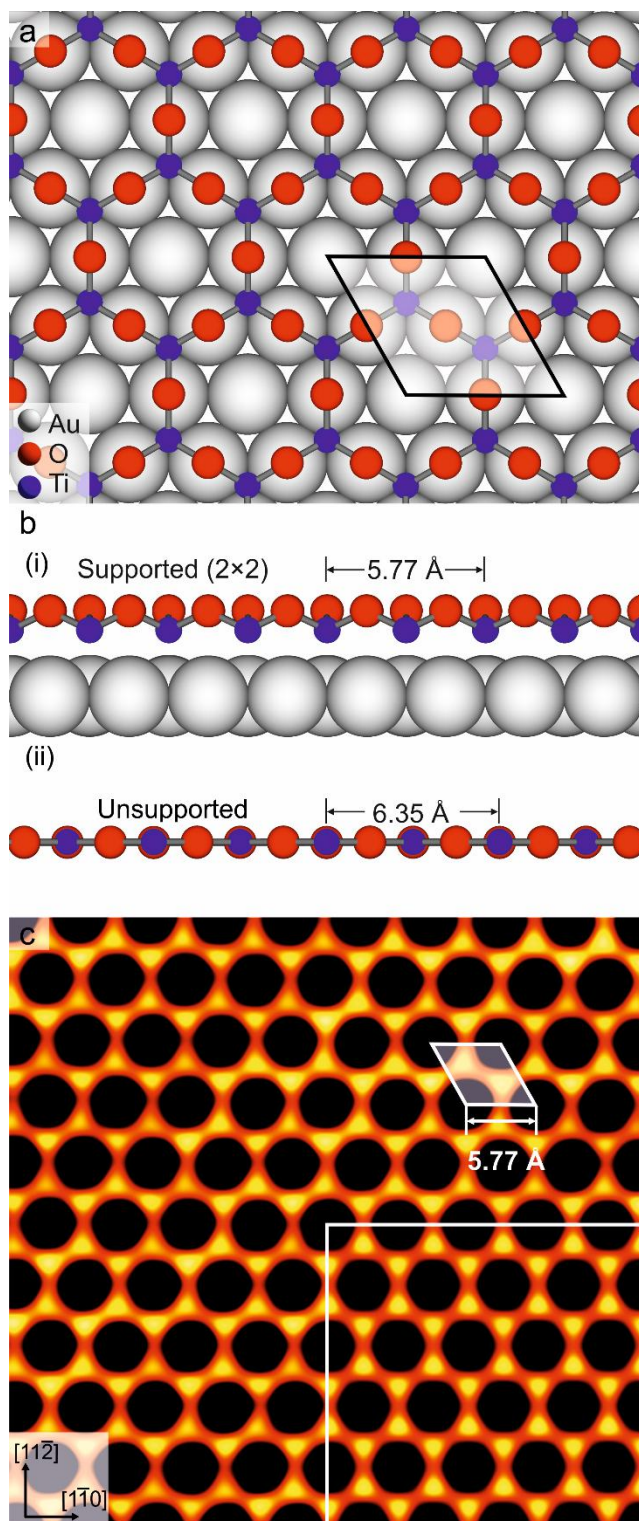 a
Au
O
Ti
b
(i)
Supported (2×2)
5.77 Å
(ii)
Unsupported
6.35 Å
c
5.77 Å
[112̄]
[11̄0]